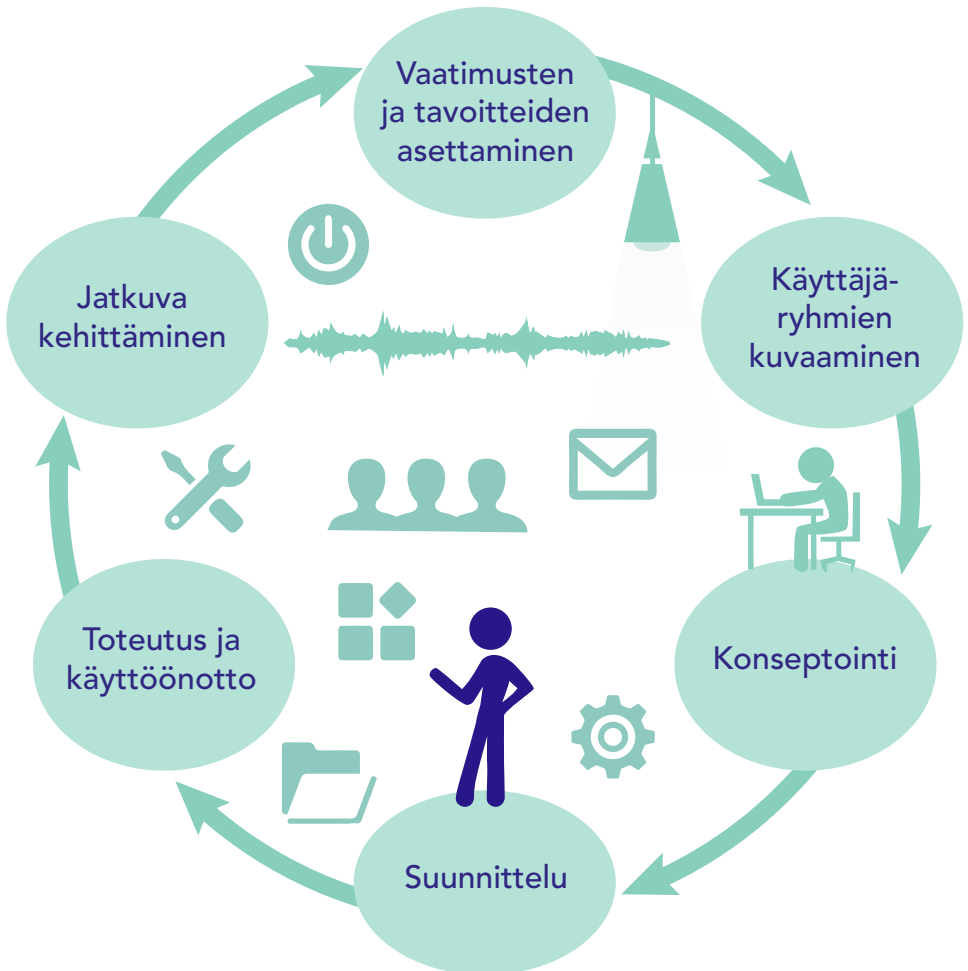 Vaatimusten
ja tavoitteiden
asettaminen
Käyttäjä-
ryhmien
kuvaaminen
Konseptointi
Suunnittelu
Toteutus ja
käyttöönotto
Jatkuva
kehittäminen